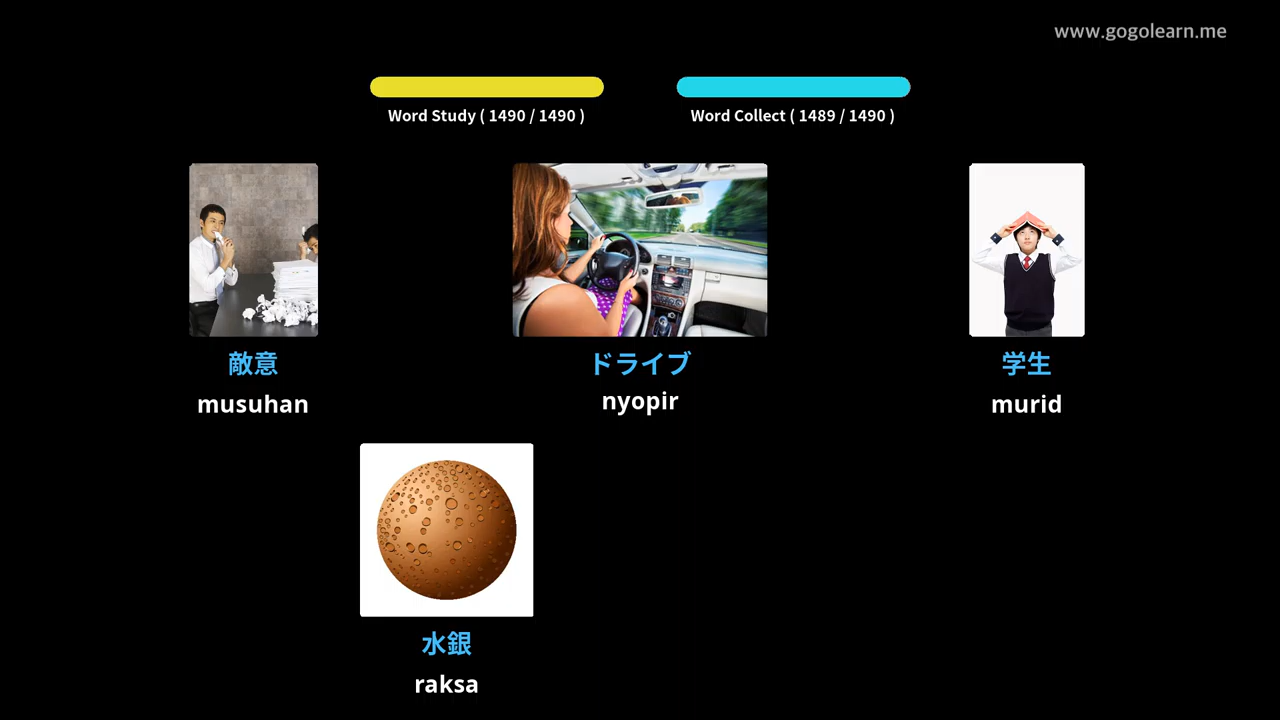 www.gogolearn.me
Word Study ( 1490 / 1490 )
Word Collect ( 1489 / 1490 )
敵意
ドライブ
学生
musuhan
nyopir
murid
水銀
raksa